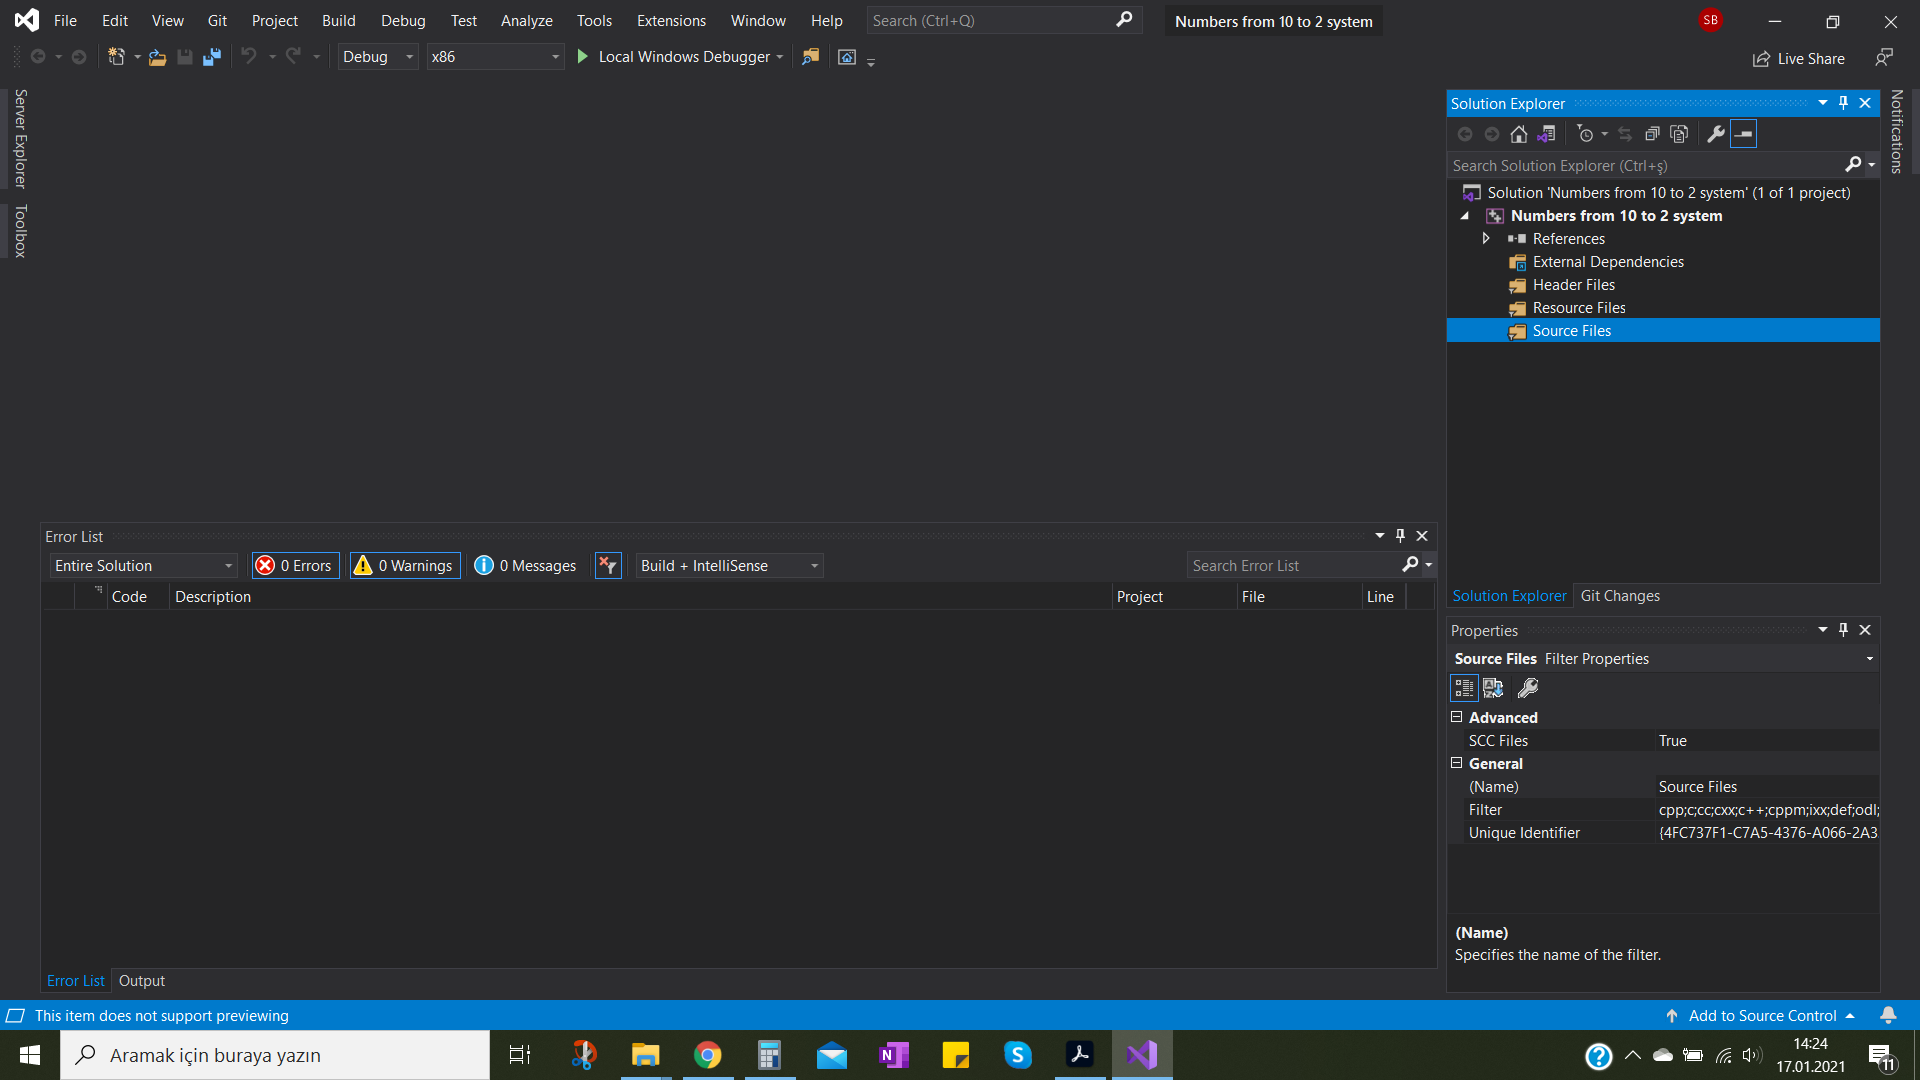 File Edit View Git Project Build Debug Test Analyze Tools Extensions Window Help Search (Ctrl+Q) Numbers from 10 to 2 system SB
Debug x86 Local Windows Debugger Live Share
Server Explorer
Toolbox
Solution Explorer
Search Solution Explorer (Ctrl+ş)
Solution 'Numbers from 10 to 2 system' (1 of 1 project)
Numbers from 10 to 2 system
References
External Dependencies
Header Files
Resource Files
Source Files
Solution Explorer Git Changes
Notifications
Error List
Entire Solution 0 Errors 0 Warnings 0 Messages Build + IntelliSense Search Error List
Code Description Project File Line
Error List Output
Properties
Source Files Filter Properties
Advanced
SCC Files True
General
(Name) Source Files
Filter cpp;c;cc;cxx;c++;cppm;ixx;def;odl;
Unique Identifier {4FC737F1-C7A5-4376-A066-2A3
(Name)
Specifies the name of the filter.
This item does not support previewing Add to Source Control
Aramak için buraya yazın
14:24
17.01.2021
11